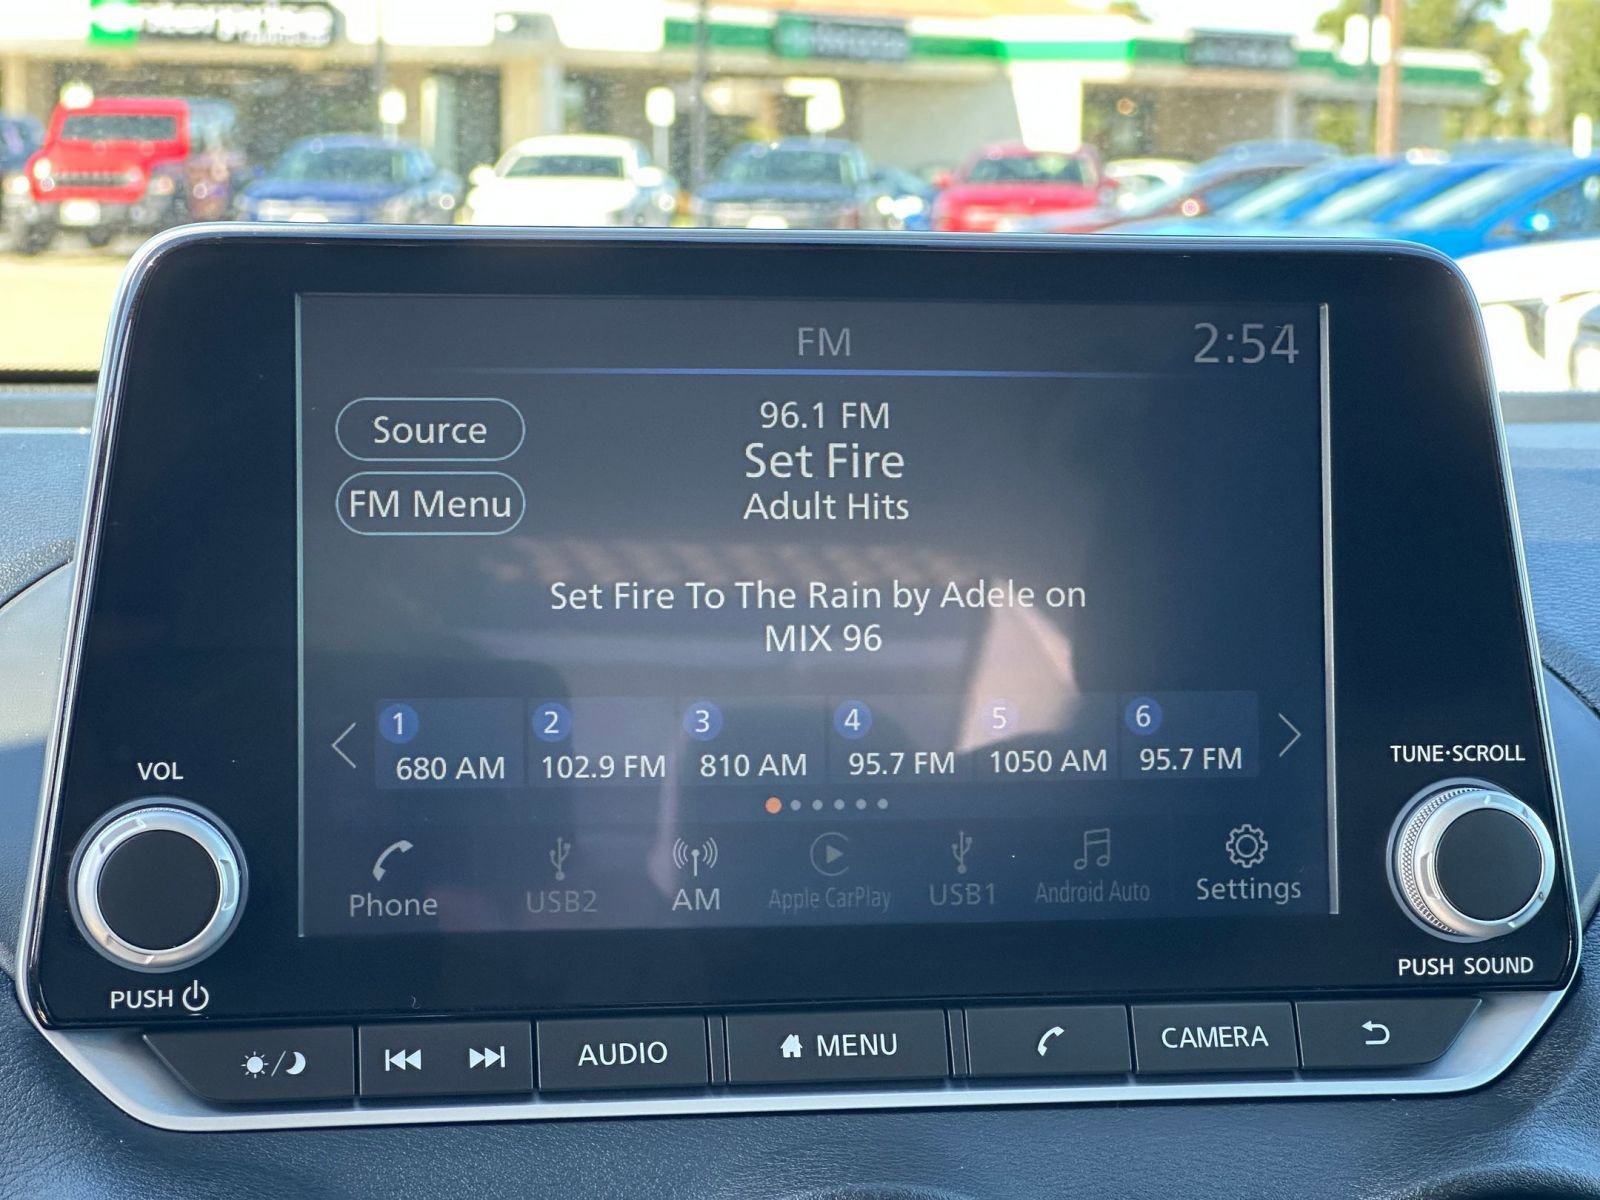 enterprise
FM
2:54
Source
FM Menu
96.1 FM
Set Fire
Adult Hits
Set Fire To The Rain by Adele on
MIX 96
1
2
3
4
5
6
680 AM
102.9 FM
810 AM
95.7 FM
1050 AM
95.7 FM
Phone
USB2
AM
Apple CarPlay
USB1
Android Auto
Settings
VOL
PUSH
TUNE·SCROLL
PUSH SOUND
AUDIO
MENU
CAMERA